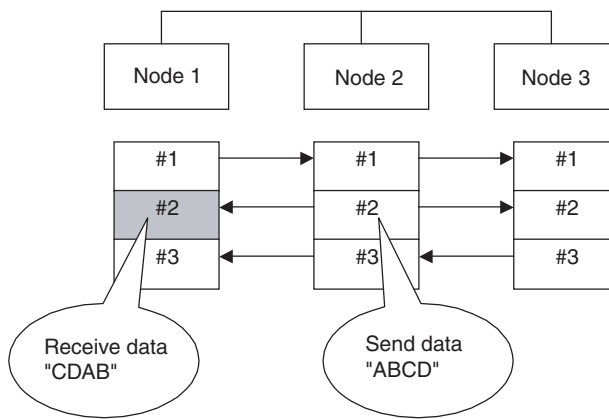 Node 1
Node 2
Node 3
#1
#1
#1
#2
#2
#2
#3
#3
#3
Receive data
"CDAB"
Send data
"ABCD"